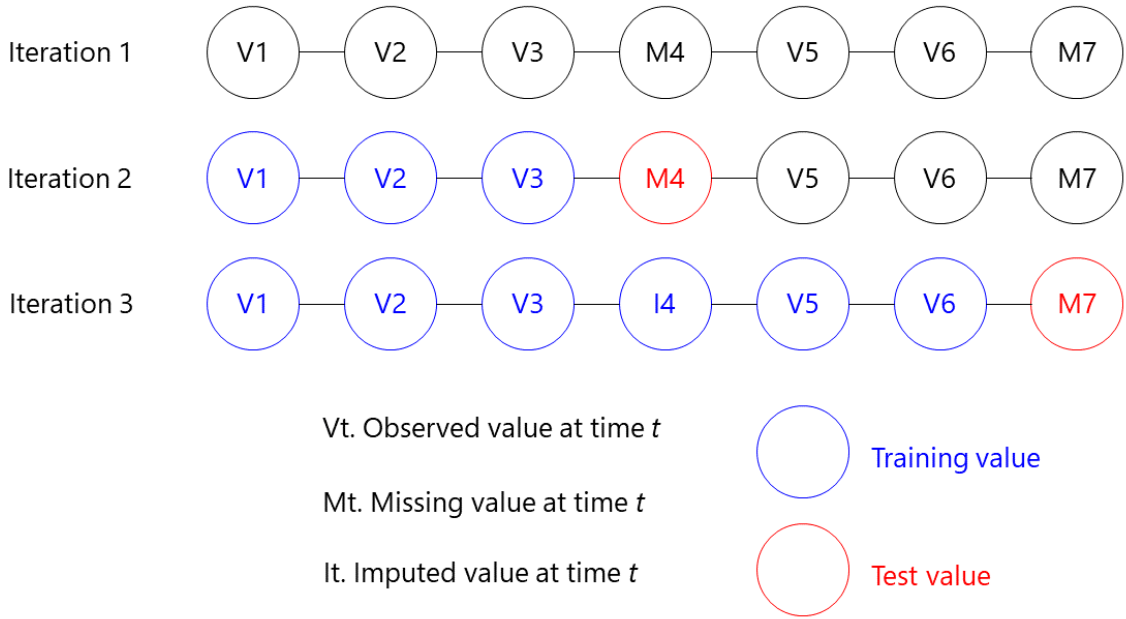 Iteration 1 V1 V2 V3 M4 V5 V6 M7
Iteration 2 V1 V2 V3 M4 V5 V6 M7
Iteration 3 V1 V2 V3 I4 V5 V6 M7
Vt. Observed value at time t
Training value
Mt. Missing value at time t
It. Imputed value at time t
Test value